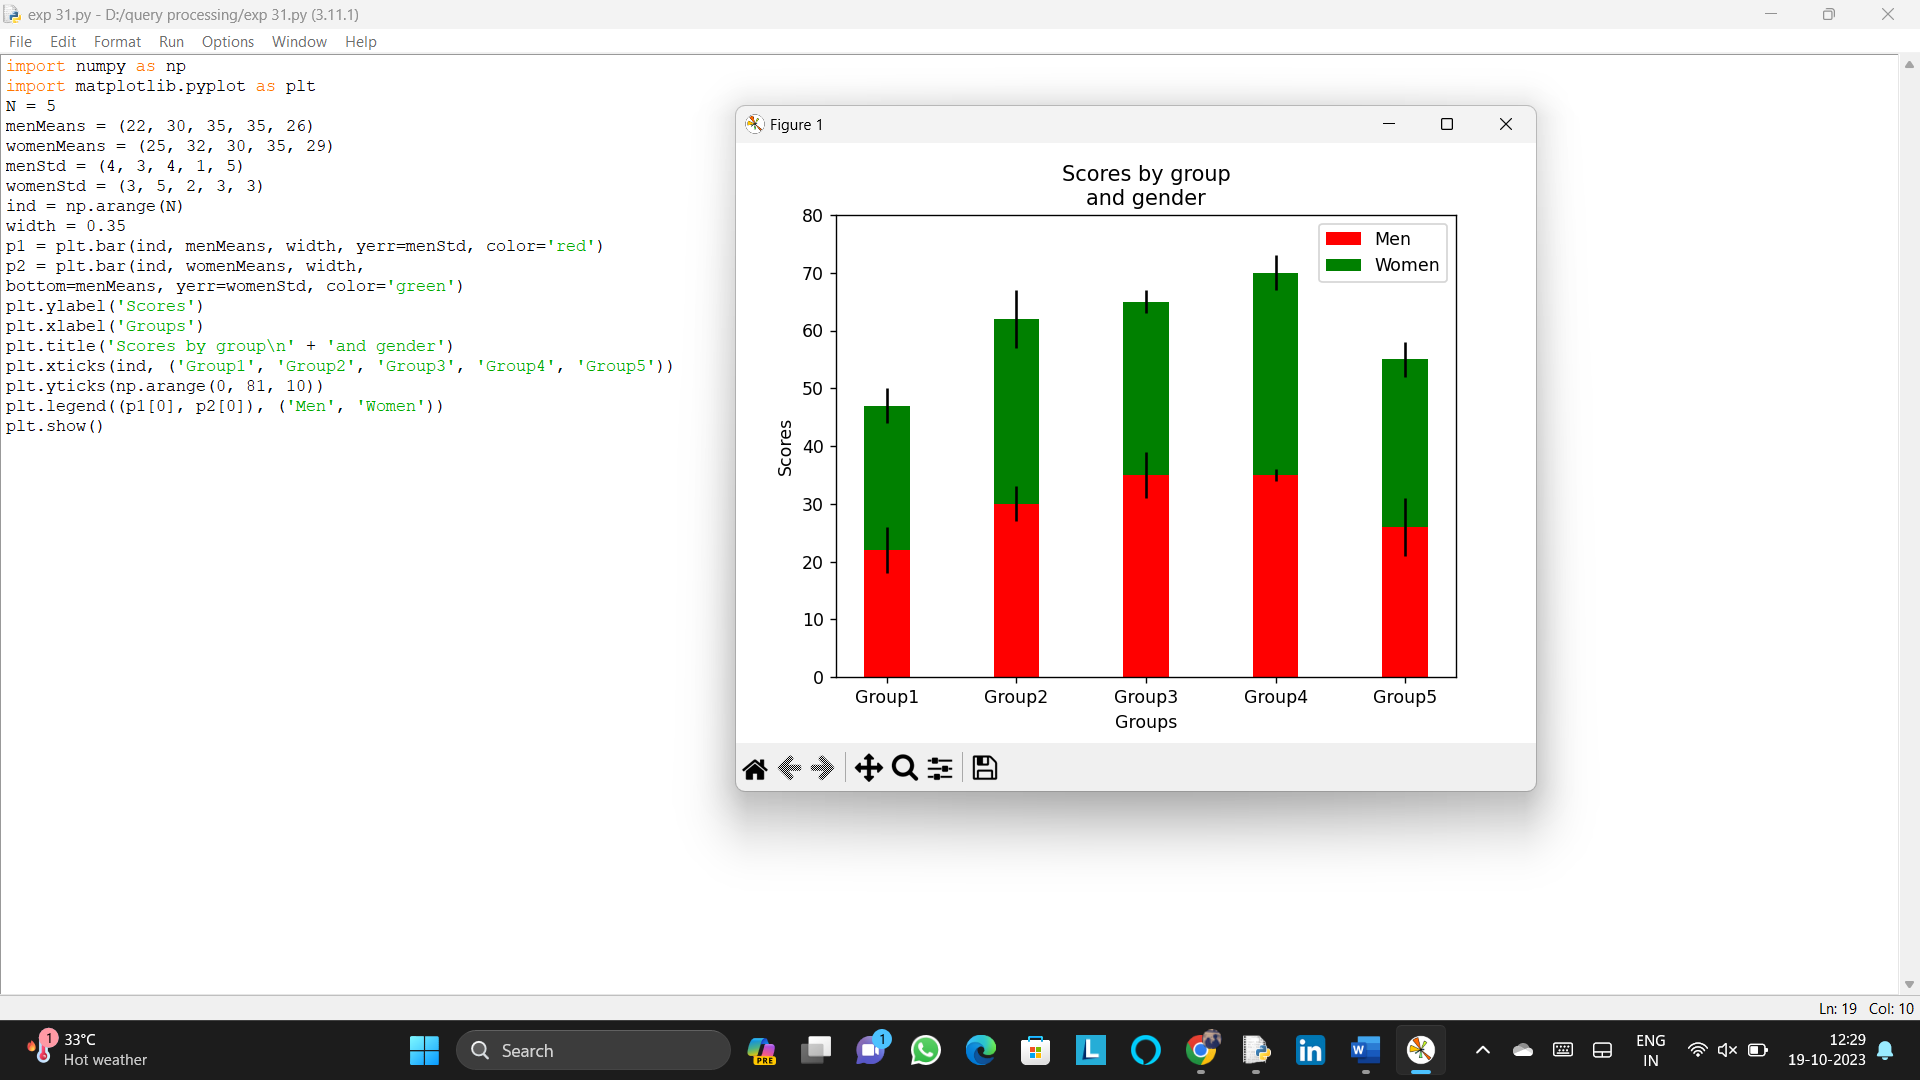 exp 31.py - D:/query processing/exp 31.py (3.11.1)
File Edit Format Run Options Window Help
import numpy as np
import matplotlib.pyplot as plt
N = 5
menMeans = (22, 30, 35, 35, 26)
womenMeans = (25, 32, 30, 35, 29)
menStd = (4, 3, 4, 1, 5)
womenStd = (3, 5, 2, 3, 3)
ind = np.arange(N)
width = 0.35
p1 = plt.bar(ind, menMeans, width, yerr=menStd, color='red')
p2 = plt.bar(ind, womenMeans, width,
bottom=menMeans, yerr=womenStd, color='green')
plt.ylabel('Scores')
plt.xlabel('Groups')
plt.title('Scores by group\n' + 'and gender')
plt.xticks(ind, ('Group1', 'Group2', 'Group3', 'Group4', 'Group5'))
plt.yticks(np.arange(0, 81, 10))
plt.legend((p1[0], p2[0]), ('Men', 'Women'))
plt.show()
Figure 1
Scores by group
and gender
80
70
60
50
40
30
20
10
0
Scores
Men
Women
Group1 Group2 Group3 Group4 Group5
Groups
Ln: 19 Col: 10
1
33°C
Hot weather
Search
PRE
1
L
in
W
ENG
IN
12:29
19-10-2023